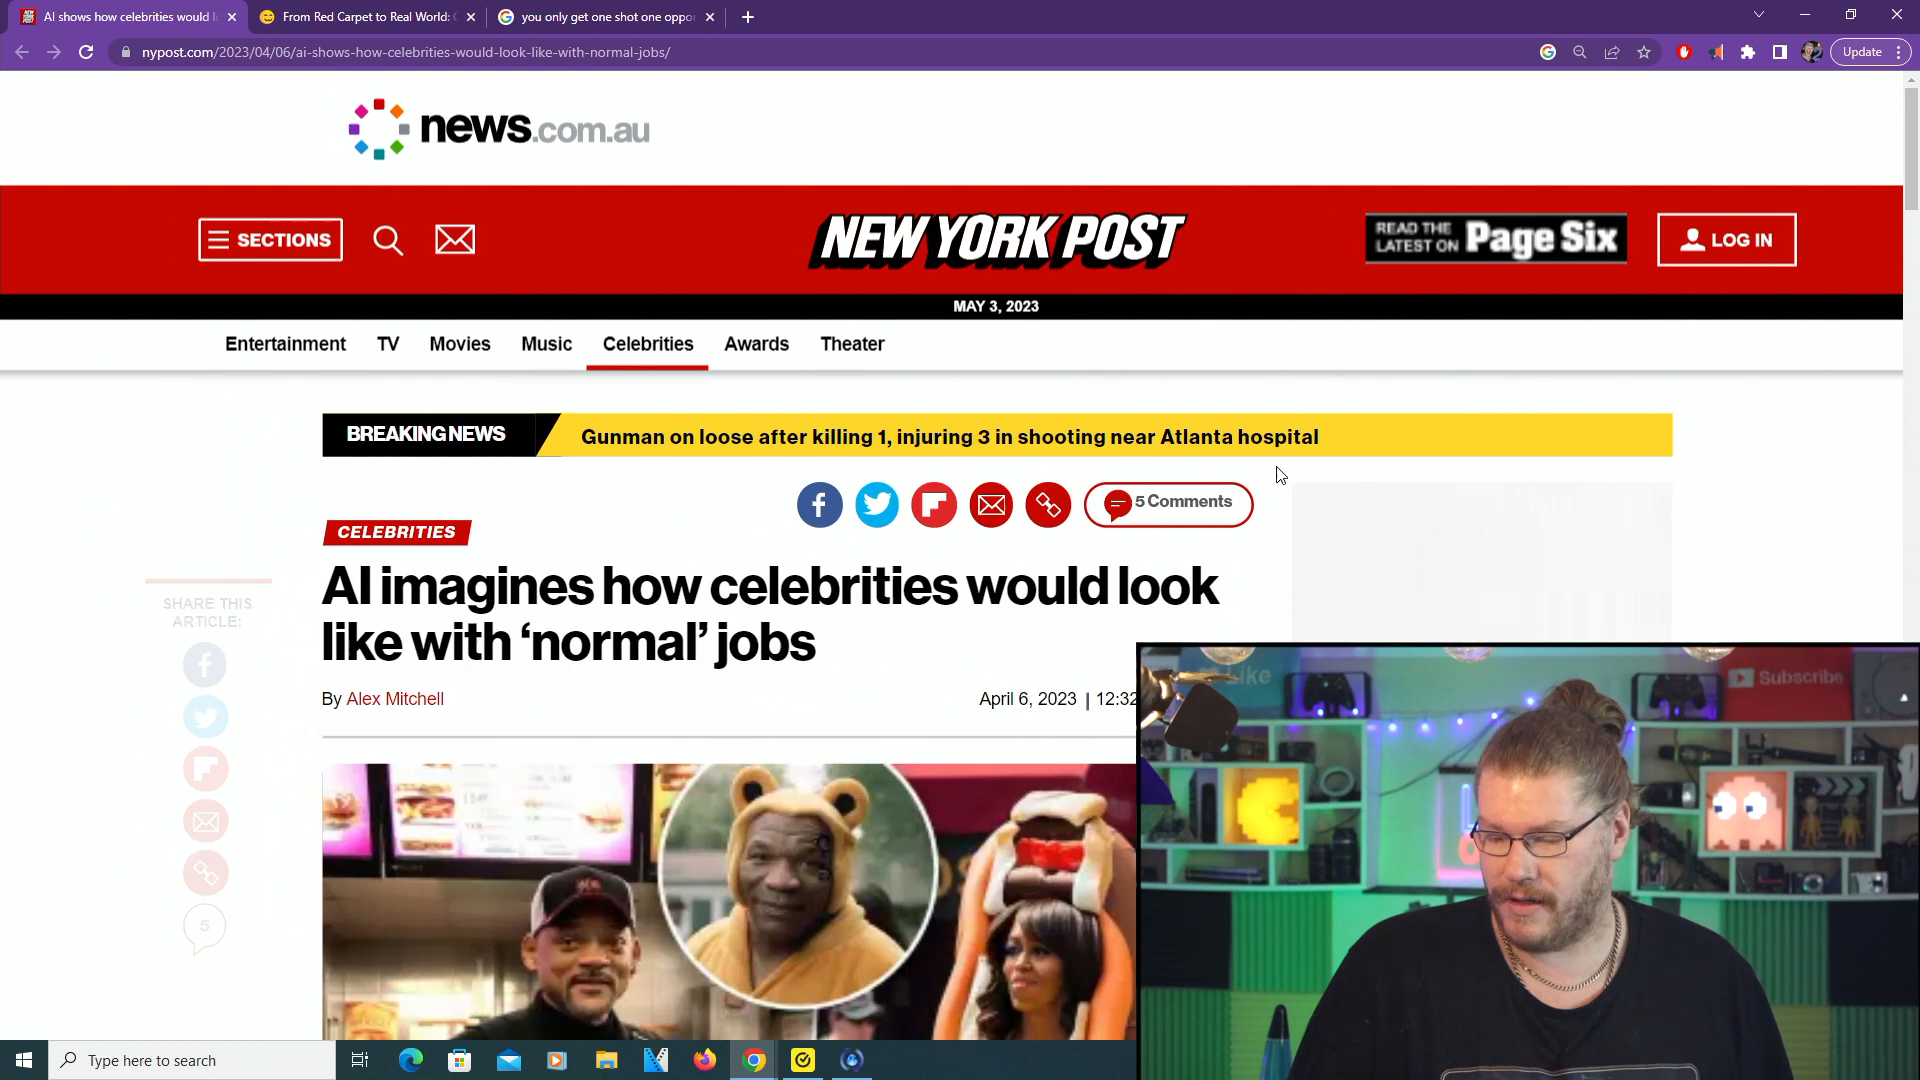 AI shows how celebrities would l
From Red Carpet to Real World: C
you only get one shot one oppor
nypost.com/2023/04/06/ai-shows-how-celebrities-would-look-like-with-normal-jobs/
Update
news.com.au
SECTIONS
NEW YORK POST
READ THE
LATEST ON
Page Six
LOG IN
MAY 3, 2023
Entertainment TV Movies Music Celebrities Awards Theater
BREAKING NEWS
Gunman on loose after killing 1, injuring 3 in shooting near Atlanta hospital
5 Comments
CELEBRITIES
AI imagines how celebrities would look
like with ‘normal’ jobs
By Alex Mitchell
April 6, 2023 | 12:32
SHARE THIS
ARTICLE:
5
Like
Subscribe
Type here to search